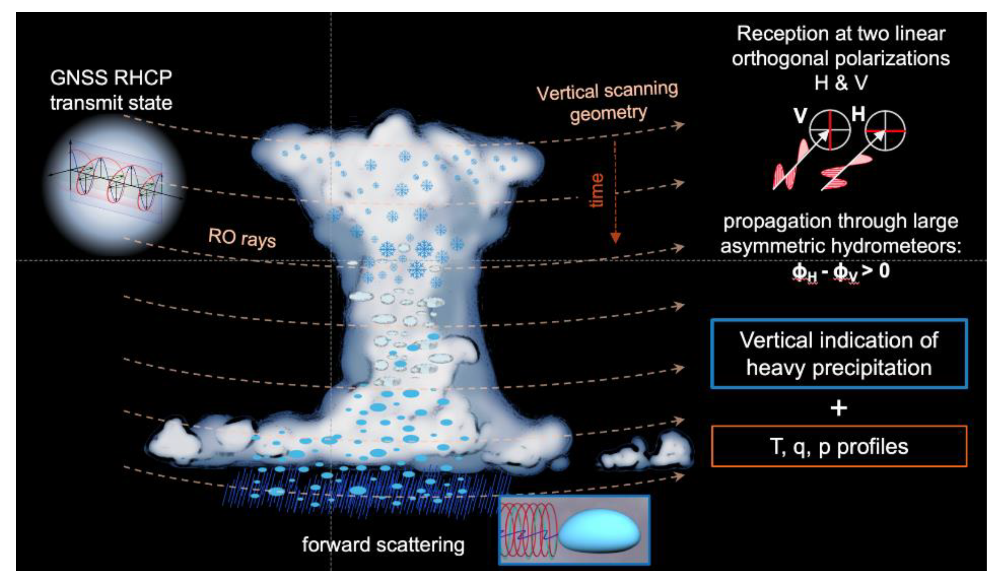 GNSS RHCP
transmit state
RO rays
Vertical scanning
geometry
time
Reception at two linear
orthogonal polarizations
H & V
V H
propagation through large
asymmetric hydrometeors:
ϕH - ϕV > 0
Vertical indication of
heavy precipitation
+
T, q, p profiles
forward scattering